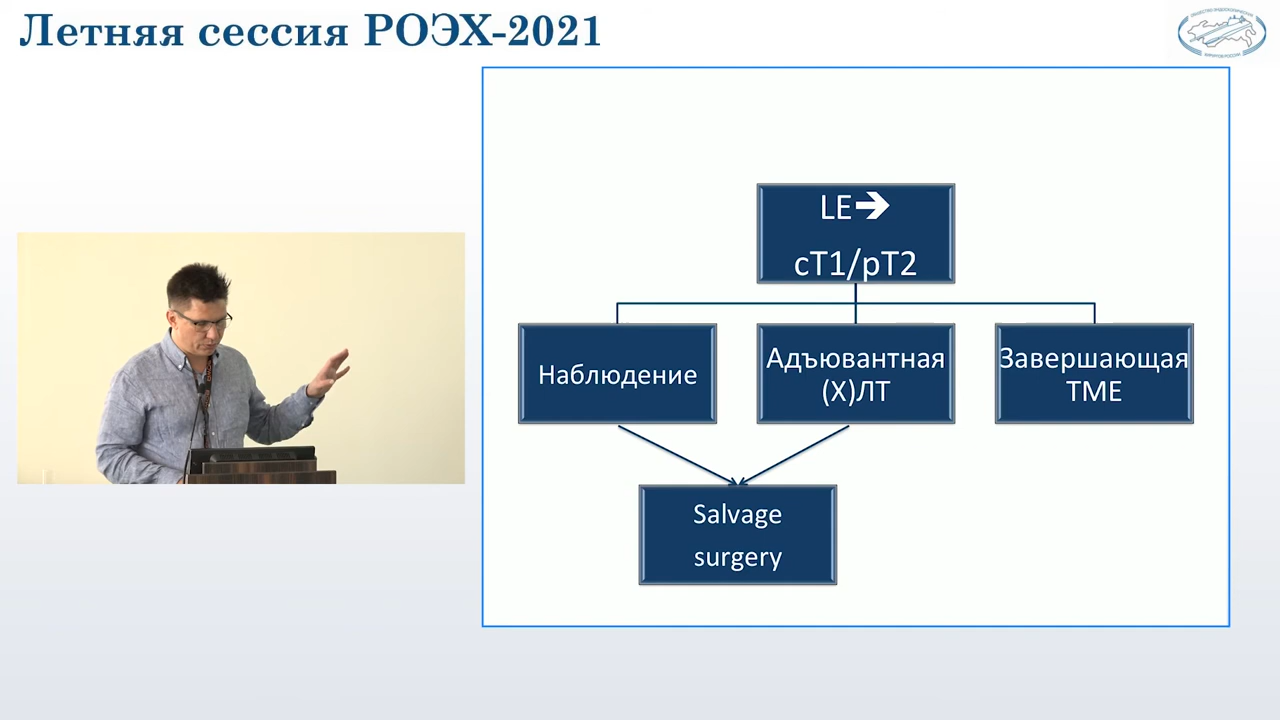 Летняя сессия РОЭХ-2021
LE➔
cT1/pT2
Наблюдение
Адъювантная
(Х)ЛТ
Завершающая
ТМЕ
Salvage
surgery